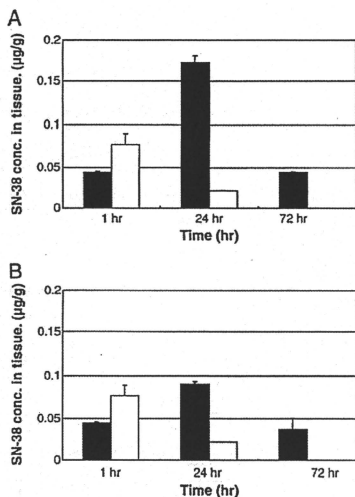 A
SN-38 conc. in tissue. (µg/g)
0.2
0.15
0.1
0.05
0
1 hr 24 hr 72 hr
Time (hr)
B
SN-38 conc. in tissue. (µg/g)
0.2
0.15
0.1
0.05
0
1 hr 24 hr 72 hr
Time (hr)